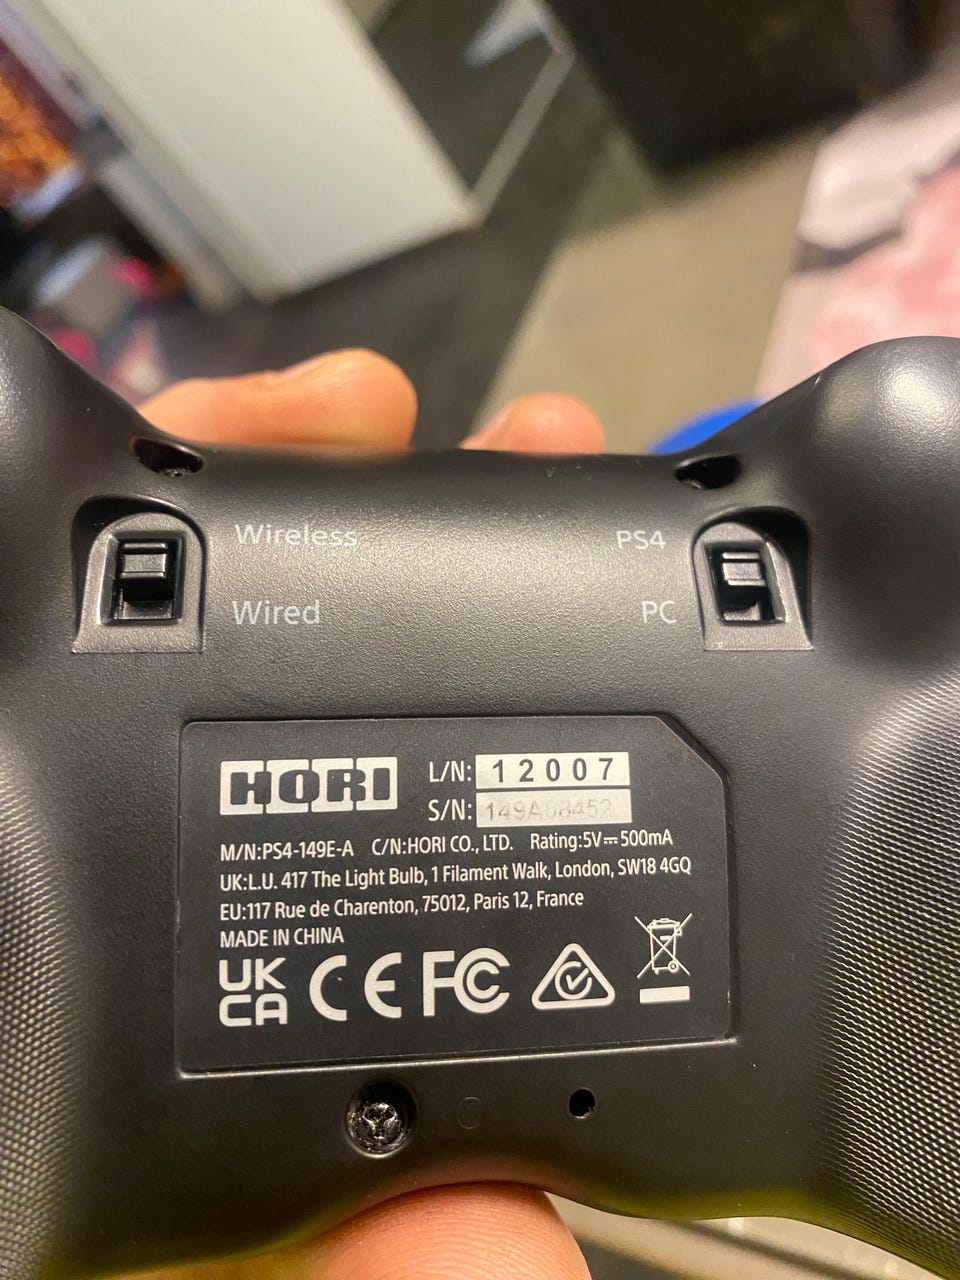 Wireless PS4
Wired PC
HORI
L/N: 12007
S/N: 149A08452
M/N:PS4-149E-A C/N:HORI CO., LTD. Rating:5V⎓500mA
UK:L.U. 417 The Light Bulb, 1 Filament Walk, London, SW18 4GQ
EU:117 Rue de Charenton, 75012, Paris 12, France
MADE IN CHINA
UK
CA CE FC